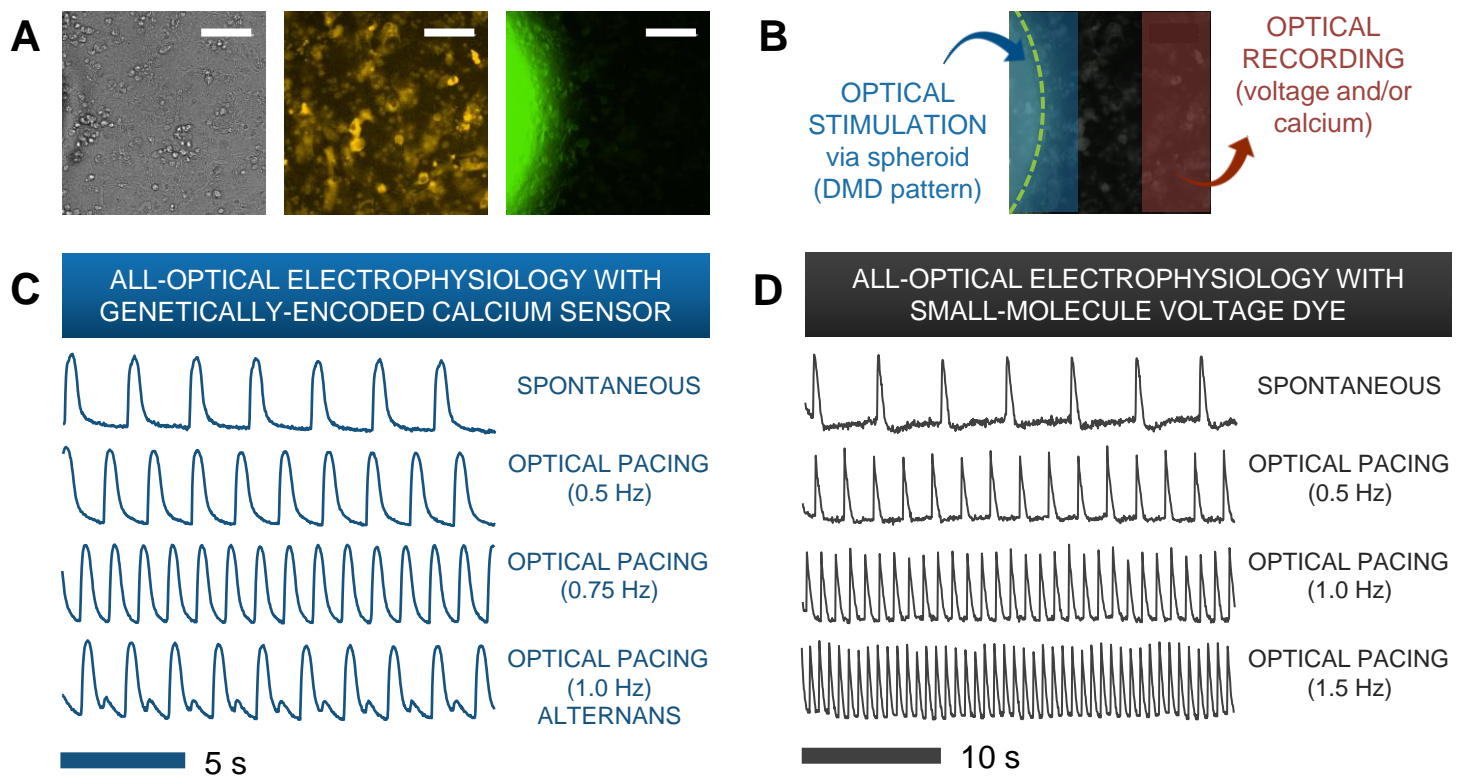 A
B
OPTICAL
STIMULATION
via spheroid
(DMD pattern)
OPTICAL
RECORDING
(voltage and/or
calcium)
C
ALL-OPTICAL ELECTROPHYSIOLOGY WITH
GENETICALLY-ENCODED CALCIUM SENSOR
SPONTANEOUS
OPTICAL PACING
(0.5 Hz)
OPTICAL PACING
(0.75 Hz)
OPTICAL PACING
(1.0 Hz)
ALTERNANS
5 s
D
ALL-OPTICAL ELECTROPHYSIOLOGY WITH
SMALL-MOLECULE VOLTAGE DYE
SPONTANEOUS
OPTICAL PACING
(0.5 Hz)
OPTICAL PACING
(1.0 Hz)
OPTICAL PACING
(1.5 Hz)
10 s